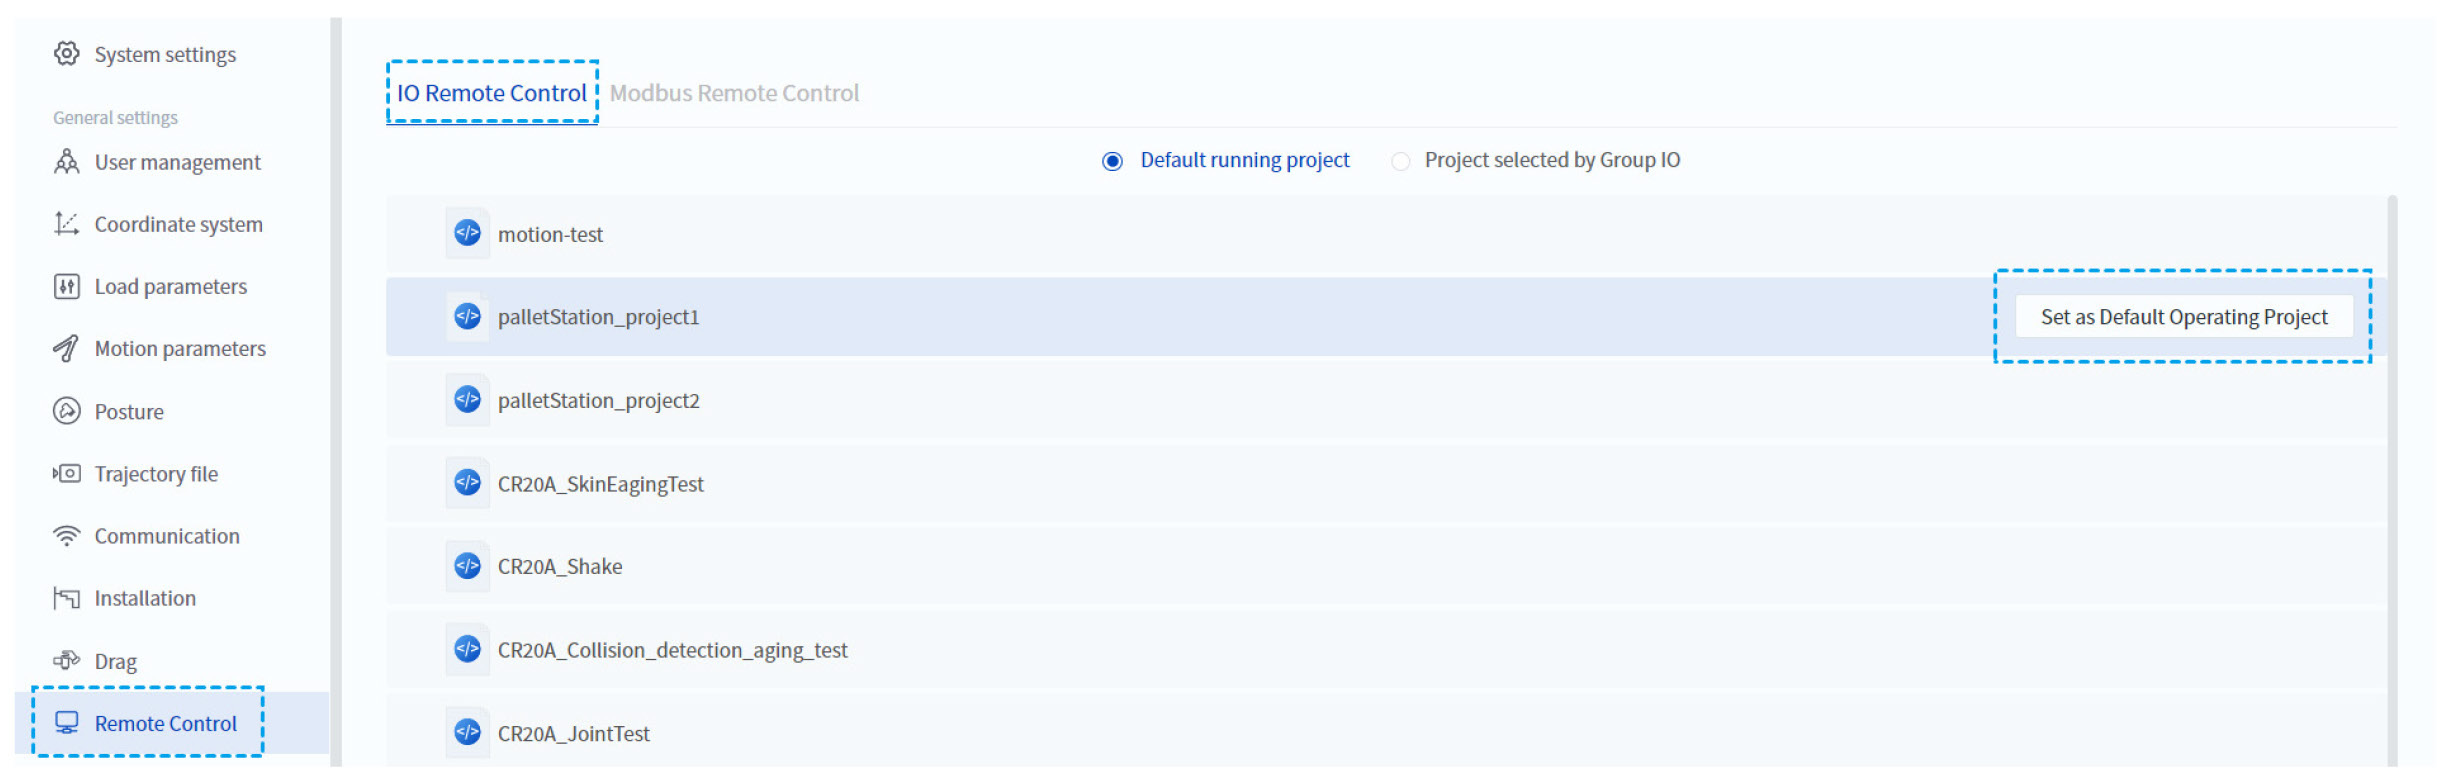 System settings
General settings
User management
Coordinate system
Load parameters
Motion parameters
Posture
Trajectory file
Communication
Installation
Drag
Remote Control
IO Remote Control
Modbus Remote Control
Default running project
Project selected by Group IO
motion-test
palletStation_project1
Set as Default Operating Project
palletStation_project2
CR20A_SkinEagingTest
CR20A_Shake
CR20A_Collision_detection_aging_test
CR20A_JointTest